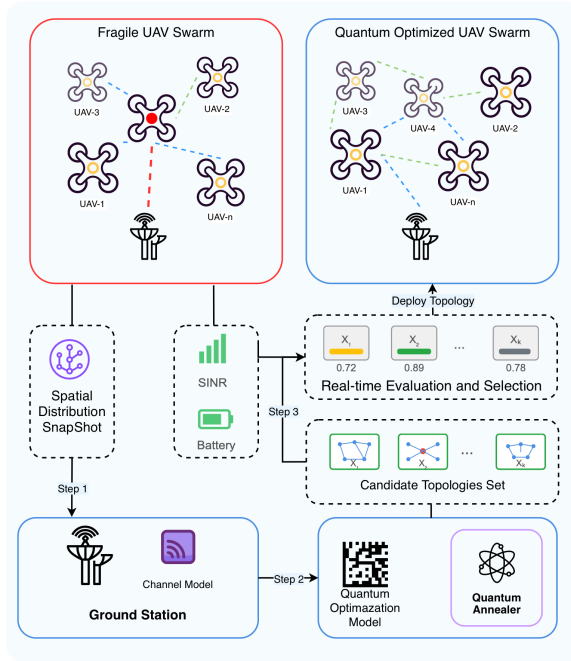 Fragile UAV Swarm
UAV-3
UAV-2
UAV-1
UAV-n
Quantum Optimized UAV Swarm
UAV-3
UAV-4
UAV-2
UAV-1
UAV-n
Deploy Topology
Spatial
Distribution
SnapShot
SINR
Battery
X1
X2
...
Xk
0.72
0.89
0.78
Real-time Evaluation and Selection
Step 3
X1
X2
...
Xk
Candidate Topologies Set
Step 1
Channel Model
Ground Station
Step 2
Quantum
Optimazation
Model
Quantum
Annealer